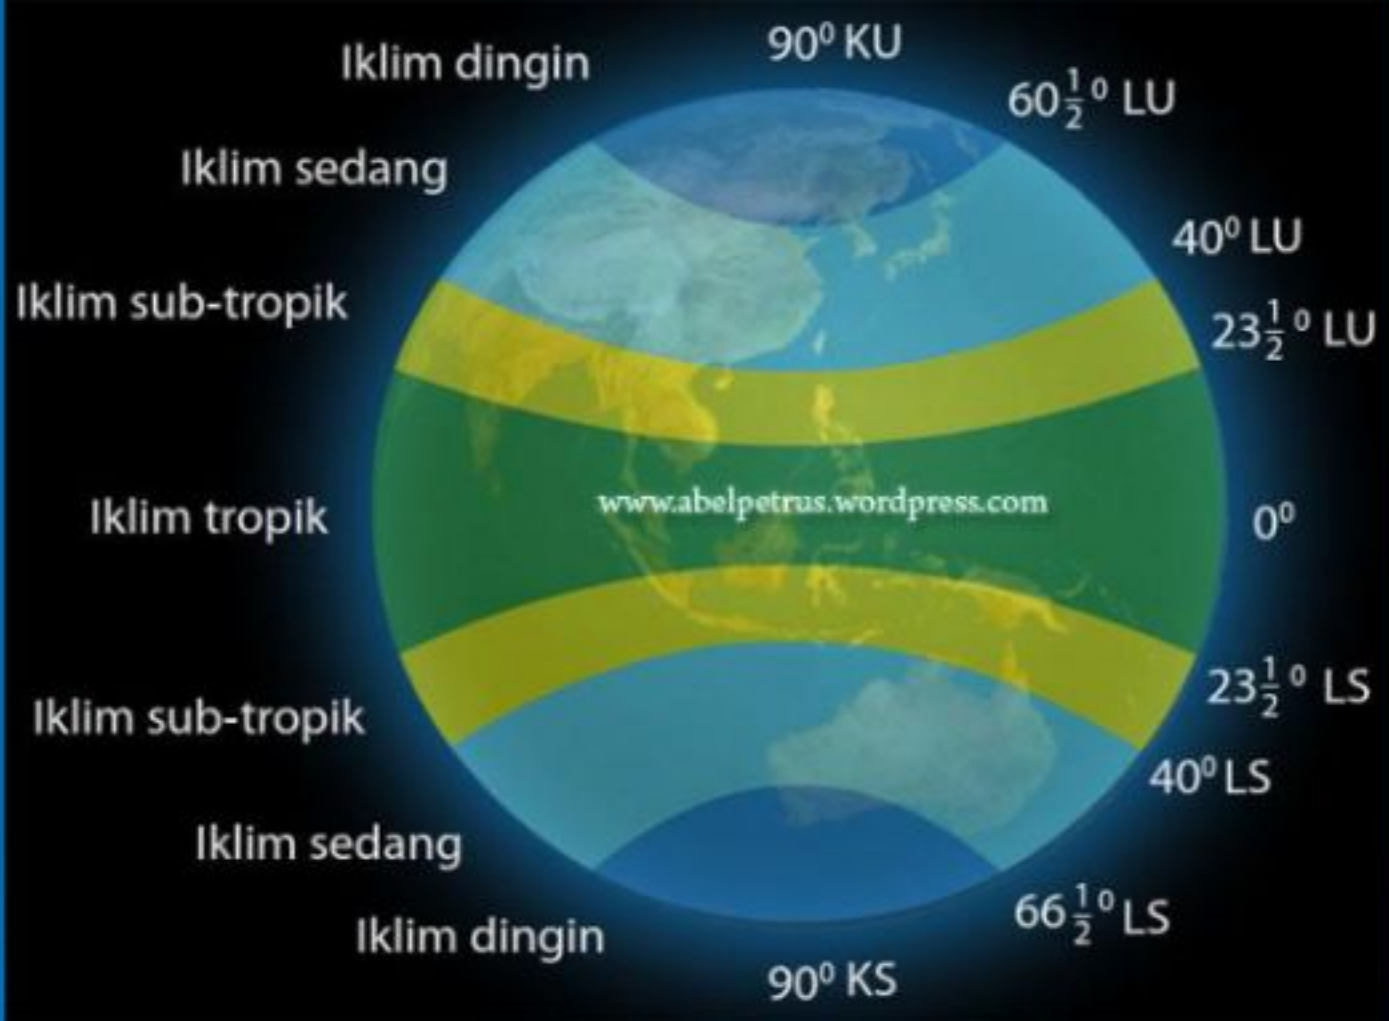 90⁰ KU
Iklim dingin
60½⁰ LU
Iklim sedang
40⁰ LU
Iklim sub-tropik
23½⁰ LU
www.abelpetrus.wordpress.com
Iklim tropik
0⁰
23½⁰ LS
Iklim sub-tropik
40⁰ LS
Iklim sedang
66½⁰ LS
Iklim dingin
90⁰ KS